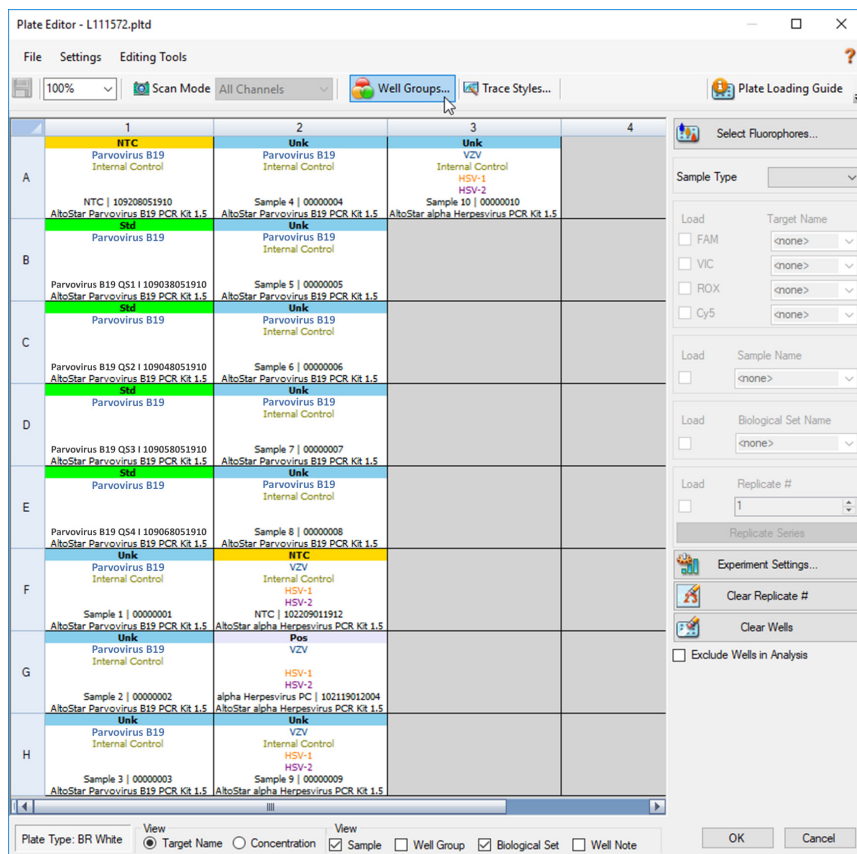 Plate Editor - L111572.pltd
File Settings Editing Tools ?
100% Scan Mode All Channels Well Groups... Trace Styles... Plate Loading Guide
1 2 3 4
A
NTC
Parvovirus B19
Internal Control
NTC | 109208051910
AltoStar Parvovirus B19 PCR Kit 1.5
Unk
Parvovirus B19
Internal Control
Sample 4 | 00000004
AltoStar Parvovirus B19 PCR Kit 1.5
Unk
VZV
Internal Control
HSV-1
HSV-2
Sample 10 | 00000010
AltoStar alpha Herpesvirus PCR Kit 1.5
B
Std
Parvovirus B19
Parvovirus B19 QS1 I 109038051910
AltoStar Parvovirus B19 PCR Kit 1.5
Unk
Parvovirus B19
Internal Control
Sample 5 | 00000005
AltoStar Parvovirus B19 PCR Kit 1.5
C
Std
Parvovirus B19
Parvovirus B19 QS2 I 109048051910
AltoStar Parvovirus B19 PCR Kit 1.5
Unk
Parvovirus B19
Internal Control
Sample 6 | 00000006
AltoStar Parvovirus B19 PCR Kit 1.5
D
Std
Parvovirus B19
Parvovirus B19 QS3 I 109058051910
AltoStar Parvovirus B19 PCR Kit 1.5
Unk
Parvovirus B19
Internal Control
Sample 7 | 00000007
AltoStar Parvovirus B19 PCR Kit 1.5
E
Std
Parvovirus B19
Parvovirus B19 QS4 I 109068051910
AltoStar Parvovirus B19 PCR Kit 1.5
Unk
Parvovirus B19
Internal Control
Sample 8 | 00000008
AltoStar Parvovirus B19 PCR Kit 1.5
F
Unk
Parvovirus B19
Internal Control
Sample 1 | 00000001
AltoStar Parvovirus B19 PCR Kit 1.5
NTC
VZV
Internal Control
HSV-1
HSV-2
NTC | 102209011912
AltoStar alpha Herpesvirus PCR Kit 1.5
G
Unk
Parvovirus B19
Internal Control
Sample 2 | 00000002
AltoStar Parvovirus B19 PCR Kit 1.5
Pos
VZV
HSV-1
HSV-2
alpha Herpesvirus PC | 102119012004
AltoStar alpha Herpesvirus PCR Kit 1.5
H
Unk
Parvovirus B19
Internal Control
Sample 3 | 00000003
AltoStar Parvovirus B19 PCR Kit 1.5
Unk
VZV
Internal Control
HSV-1
HSV-2
Sample 9 | 00000009
AltoStar alpha Herpesvirus PCR Kit 1.5
Select Fluorophores...
Sample Type
Load Target Name
FAM <none>
VIC <none>
ROX <none>
Cy5 <none>
Load Sample Name
<none>
Load Biological Set Name
<none>
Load Replicate #
1
Replicate Series
Experiment Settings...
Clear Replicate #
Clear Wells
Exclude Wells in Analysis
Plate Type: BR White
View
Target Name Concentration
View
Sample Well Group Biological Set Well Note
OK Cancel